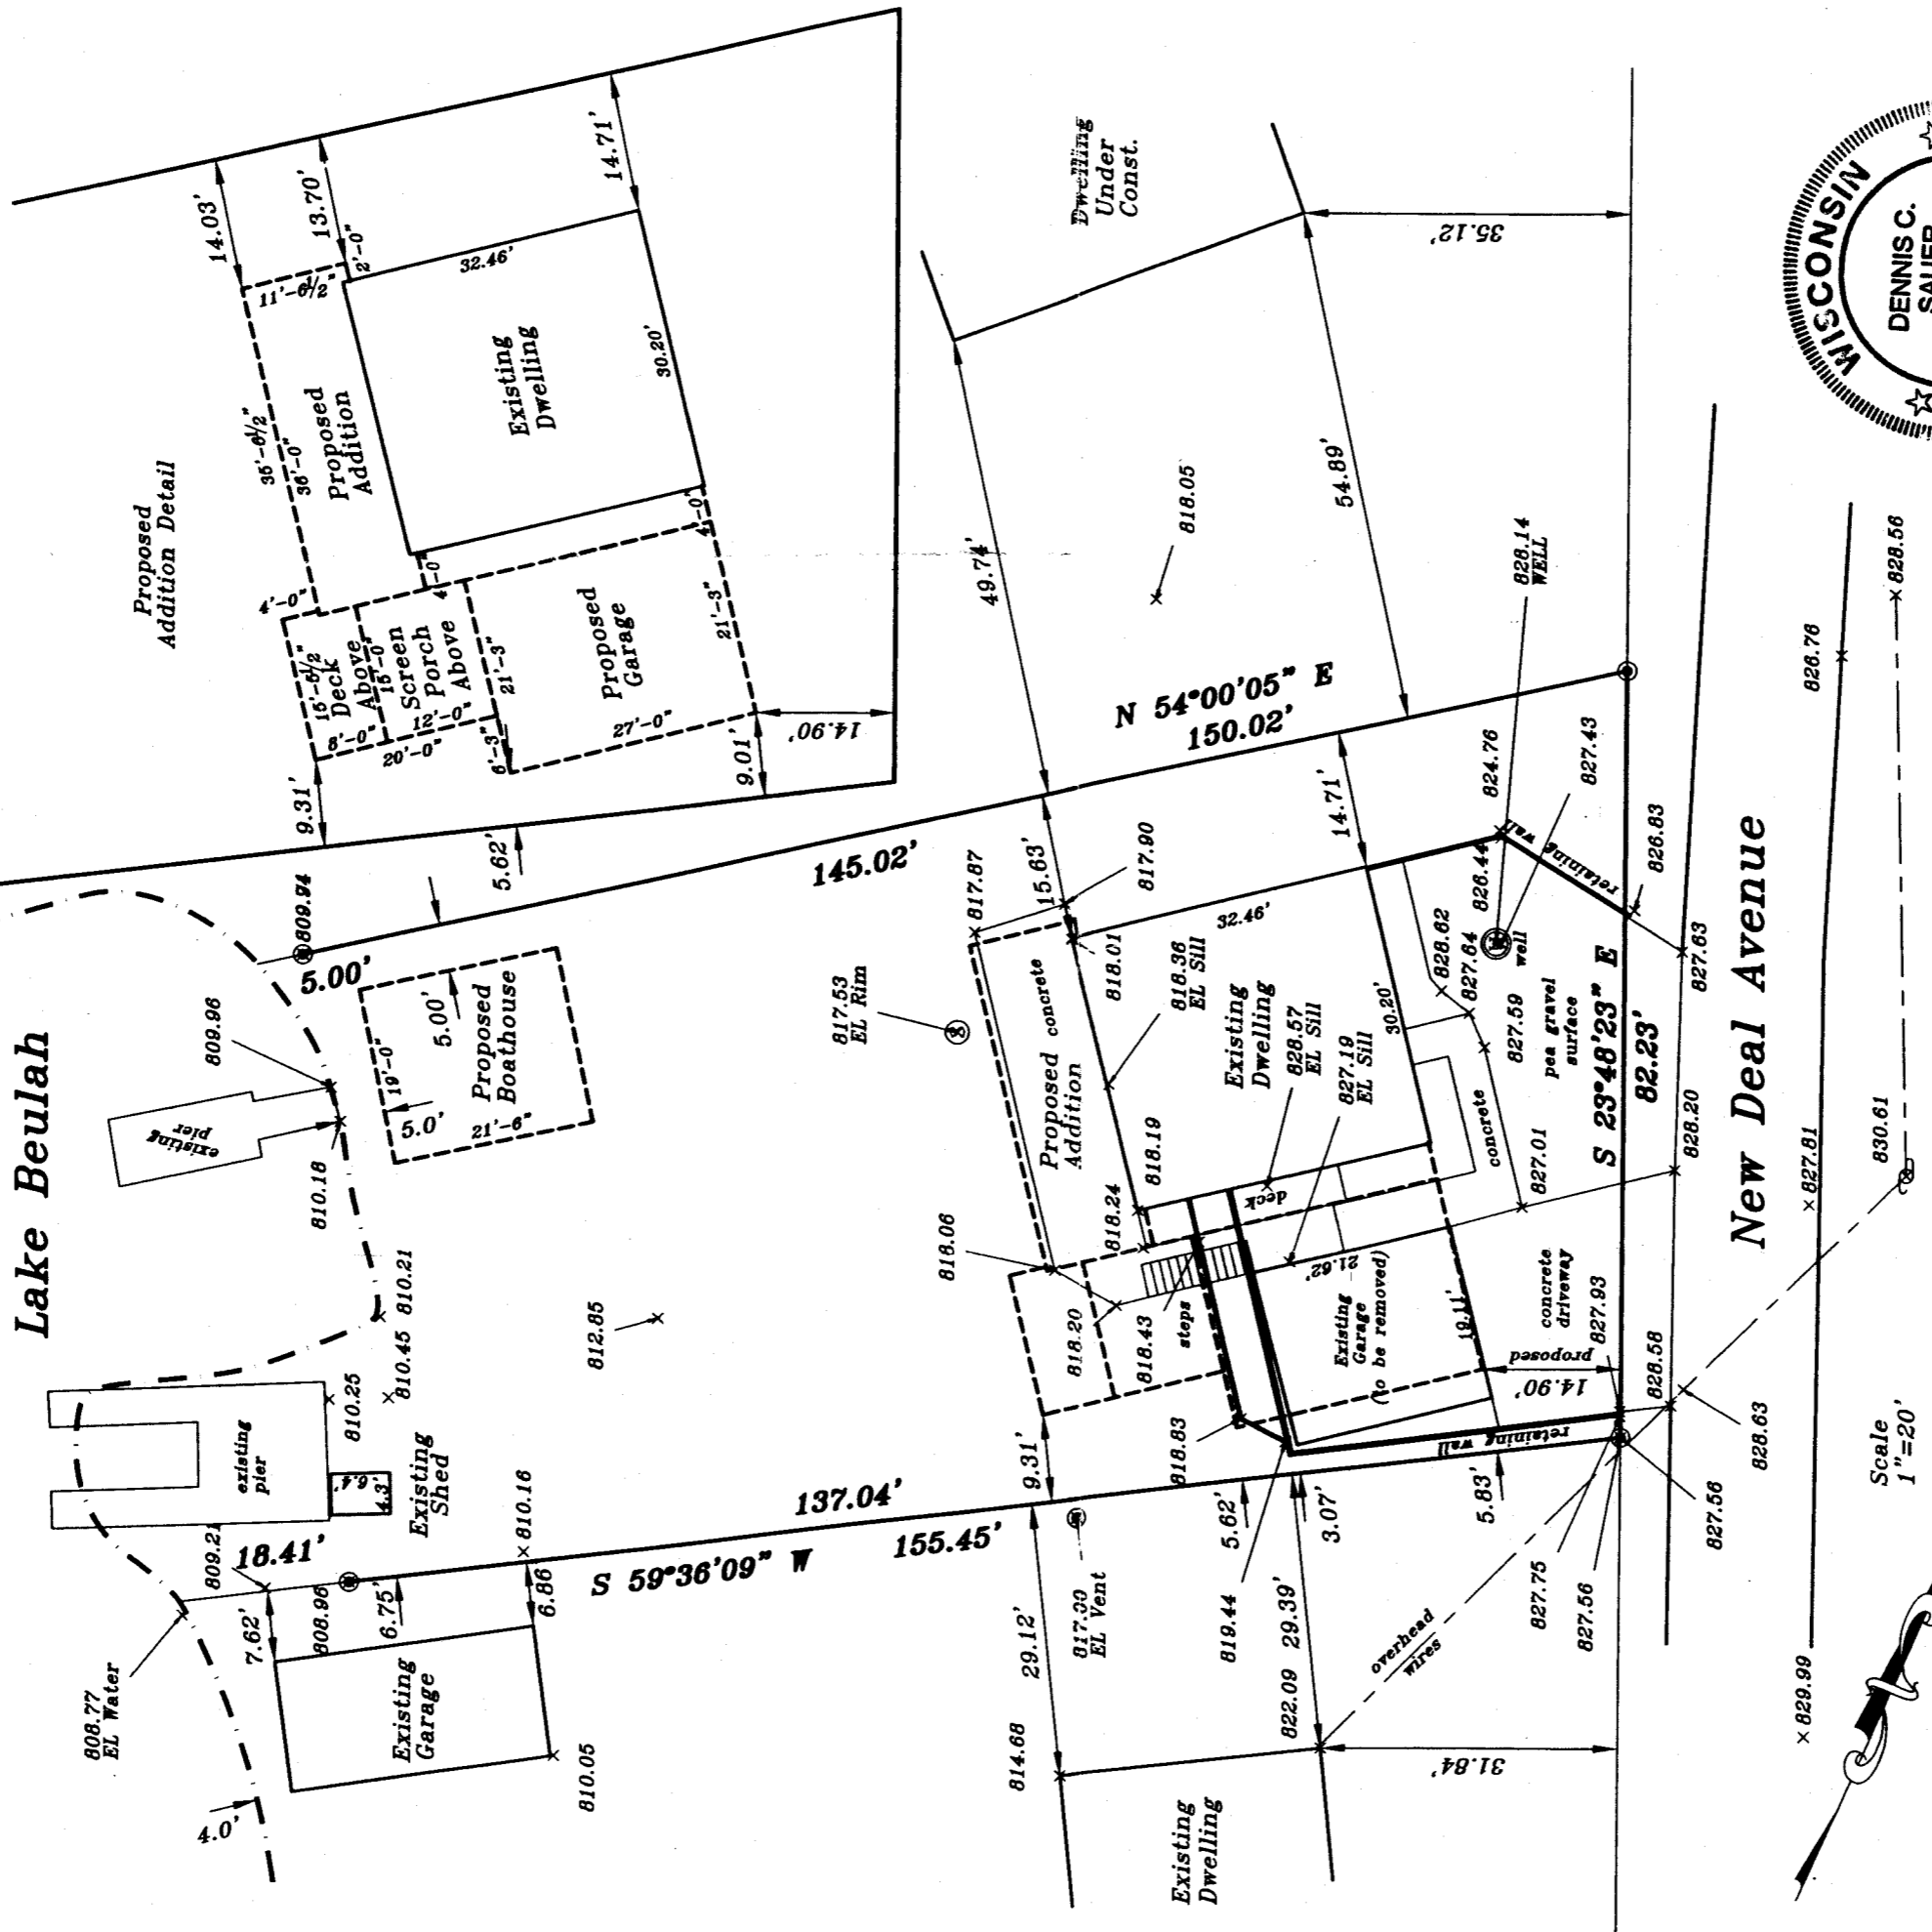 Lake Beulah
Proposed
Addition Detail
14.03'
13.70'
14.71'
11'-6 1/2"
2'-0"
32.46'
30.20'
Existing
Dwelling
35'-6 1/2"
36'-0"
Proposed
Addition
4'-0"
15'-5 1/2"
Deck
Above
15'-0"
Screen
Porch
Above
8'-0"
12'-0"
20'-0"
4'-0"
4'-0"
21'-3"
6'-3"
Proposed
Garage
21'-3"
27'-0"
9.31'
9.01'
14.90'
5.62'
809.94
5.00'
145.02'
809.96
existing
pier
810.18
19'-0"
5.00'
Proposed
Boathouse
5.0'
21'-6"
810.21
810.45
810.25
812.85
existing
pier
6.4'
4.3'
Existing
Shed
810.16
809.21
18.41'
808.96
7.62'
6.75'
6.86'
808.77
EL Water
Existing
Garage
4.0'
810.05
137.04'
S 59°36'09" W
155.45'
Dwelling
Under
Const.
35.12'
49.74'
54.89'
818.05
N 54°00'05" E
150.02'
828.14
WELL
817.87
15.63'
817.90
14.71'
817.53
EL Rim
Proposed concrete
Addition
818.01
32.46'
818.36
EL Sill
Existing
Dwelling
828.57
EL Sill
827.19
EL Sill
30.20'
818.19
818.24
818.06
818.20
818.43
steps
deck
21.62'
Existing
Garage
(to be removed)
19.11'
concrete
824.76
827.43
826.44
retaining wall
828.62
827.64
well
827.59
pea gravel
surface
826.83
827.63
827.01
S 23°48'23" E
82.23'
828.20
concrete
driveway
827.93
proposed
14.90'
828.58
828.63
retaining wall
818.83
9.31'
5.62'
3.07'
5.83'
29.12'
EL Vent
819.44
29.39'
822.09
814.68
overhead
wires
31.84'
Existing
Dwelling
827.75
827.56
827.56
New Deal Avenue
826.76
828.56
827.81
830.61
829.99
Scale
1"=20'
WISCONSIN
DENNIS C.
SAUER